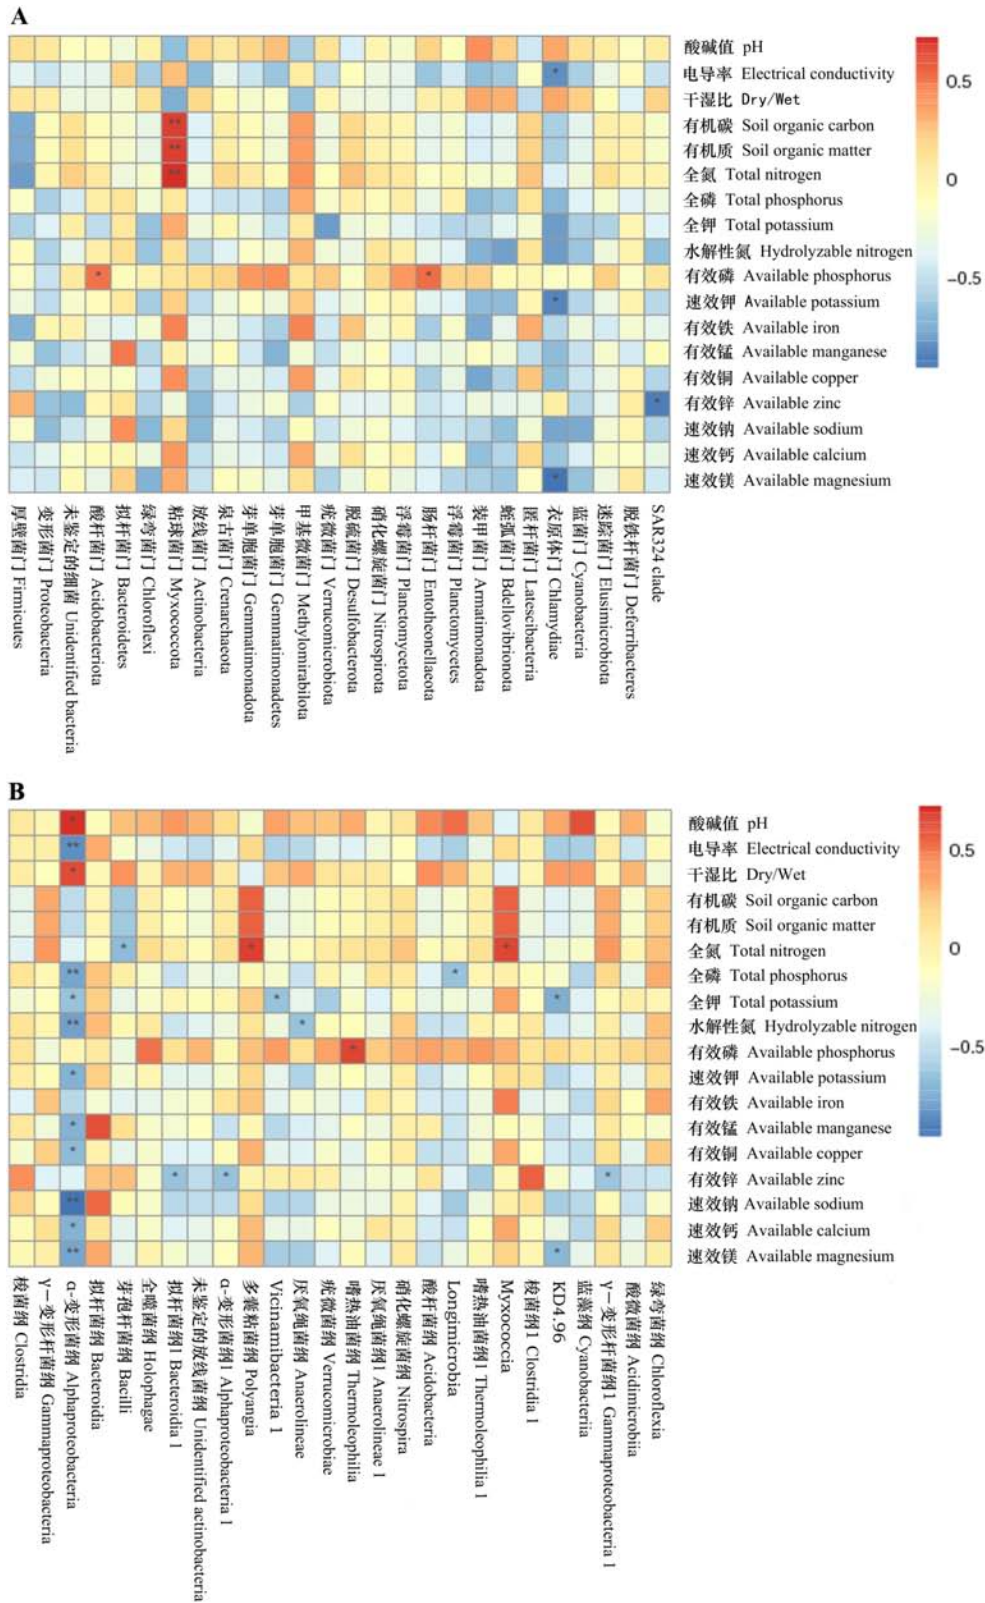 A
酸碱值 pH
电导率 Electrical conductivity
干湿比 Dry/Wet
有机碳 Soil organic carbon
有机质 Soil organic matter
全氮 Total nitrogen
全磷 Total phosphorus
全钾 Total potassium
水解性氮 Hydrolyzable nitrogen
有效磷 Available phosphorus
速效钾 Available potassium
有效铁 Available iron
有效锰 Available manganese
有效铜 Available copper
有效锌 Available zinc
速效钠 Available sodium
速效钙 Available calcium
速效镁 Available magnesium
0.5
0
−0.5
厚壁菌门 Firmicutes
变形菌门 Proteobacteria
未鉴定的细菌 Unidentified bacteria
酸杆菌门 Acidobacteriota
拟杆菌门 Bacteroidetes
绿弯菌门 Chloroflexi
粘球菌门 Myxococcota
放线菌门 Actinobacteria
泉古菌门 Crenarchaeota
芽单胞菌门 Gemmatimonadota
芽单胞菌门 Gemmatimonadetes
甲基微菌门 Methylomirabilota
疣微菌门 Verrucomicrobiota
脱硫菌门 Desulfobacterota
硝化螺旋菌门 Nitrospirota
浮霉菌门 Planctomycetota
肠杆菌门 Entotheonellaeota
浮霉菌门 Planctomycetes
装甲菌门 Armatimonadota
蛭弧菌门 Bdellovibrionota
匿杆菌门 Latescibacteria
衣原体门 Chlamydiae
蓝菌门 Cyanobacteria
迷踪菌门 Elusimicrobiota
脱铁杆菌门 Deferribacteres
SAR324 clade
B
酸碱值 pH
电导率 Electrical conductivity
干湿比 Dry/Wet
有机碳 Soil organic carbon
有机质 Soil organic matter
全氮 Total nitrogen
全磷 Total phosphorus
全钾 Total potassium
水解性氮 Hydrolyzable nitrogen
有效磷 Available phosphorus
速效钾 Available potassium
有效铁 Available iron
有效锰 Available manganese
有效铜 Available copper
有效锌 Available zinc
速效钠 Available sodium
速效钙 Available calcium
速效镁 Available magnesium
0.5
0
−0.5
梭菌纲 Clostridia
γ-变形杆菌纲 Gammaproteobacteria
α-变形菌纲 Alphaproteobacteria
拟杆菌纲 Bacteroidia
芽孢杆菌纲 Bacilli
全噬菌纲 Holophagae
拟杆菌纲1 Bacteroidia 1
未鉴定的放线菌纲 Unidentified actinobacteria
α-变形菌纲1 Alphaproteobacteria 1
多囊粘菌纲 Polyangia
Vicinamibacteria 1
厌氧绳菌纲 Anaerolineae
疣微菌纲 Verrucomicrobiae
嗜热油菌纲 Thermoleophilia
厌氧绳菌纲1 Anaerolineae 1
硝化螺旋菌纲 Nitrospira
酸杆菌纲 Acidobacteria
Longimicrobia
嗜热油菌纲1 Thermoleophilia 1
Myxococcia
梭菌纲1 Clostridia 1
KD4.96
蓝藻纲 Cyanobacteriia
γ-变形杆菌纲1 Gammaproteobacteria 1
酸微菌纲 Acidimicrobiia
绿弯菌纲 Chloroflexia